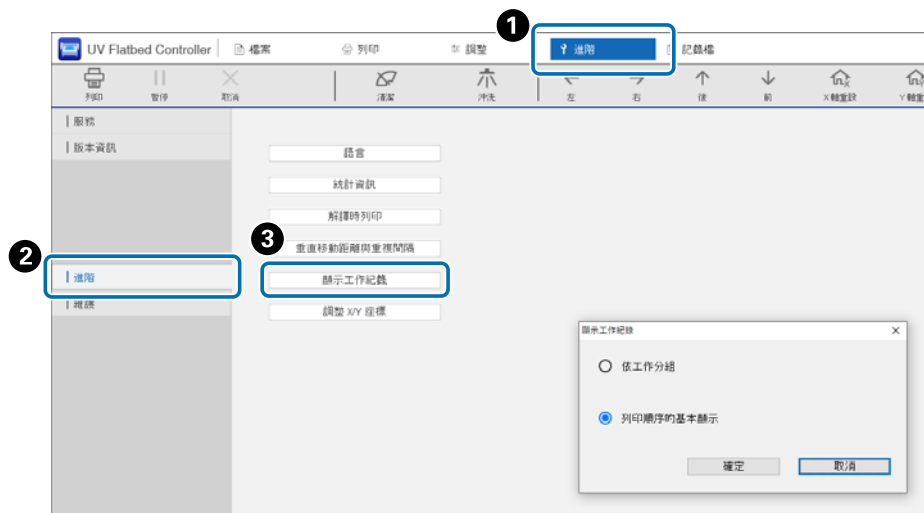 1
UV Flatbed Controller 檔案 列印 調整 進階 記錄檔
列印 暫停 取消 清潔 沖洗 左 右 後 前 X 軸重設 Y 軸重
服務
版本資訊
語言
統計資訊
解譯時列印
3
垂直移動距離與重複間隔
2
進階
顯示工作紀錄
維護
調整 X/Y 座標
顯示工作紀錄
依工作分組
列印順序的基本顯示
確定 取消